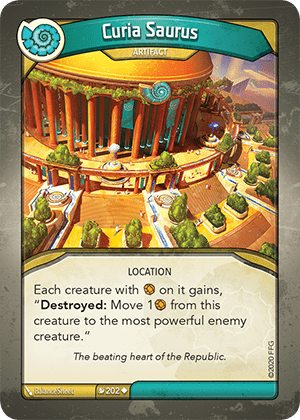 Curia Saurus
ARTIFACT
LOCATION
Each creature with on it gains,
“Destroyed: Move 1 from this
creature to the most powerful enemy
creature.”
The beating heart of the Republic.
BalanceSheet
202
©2020 FFG